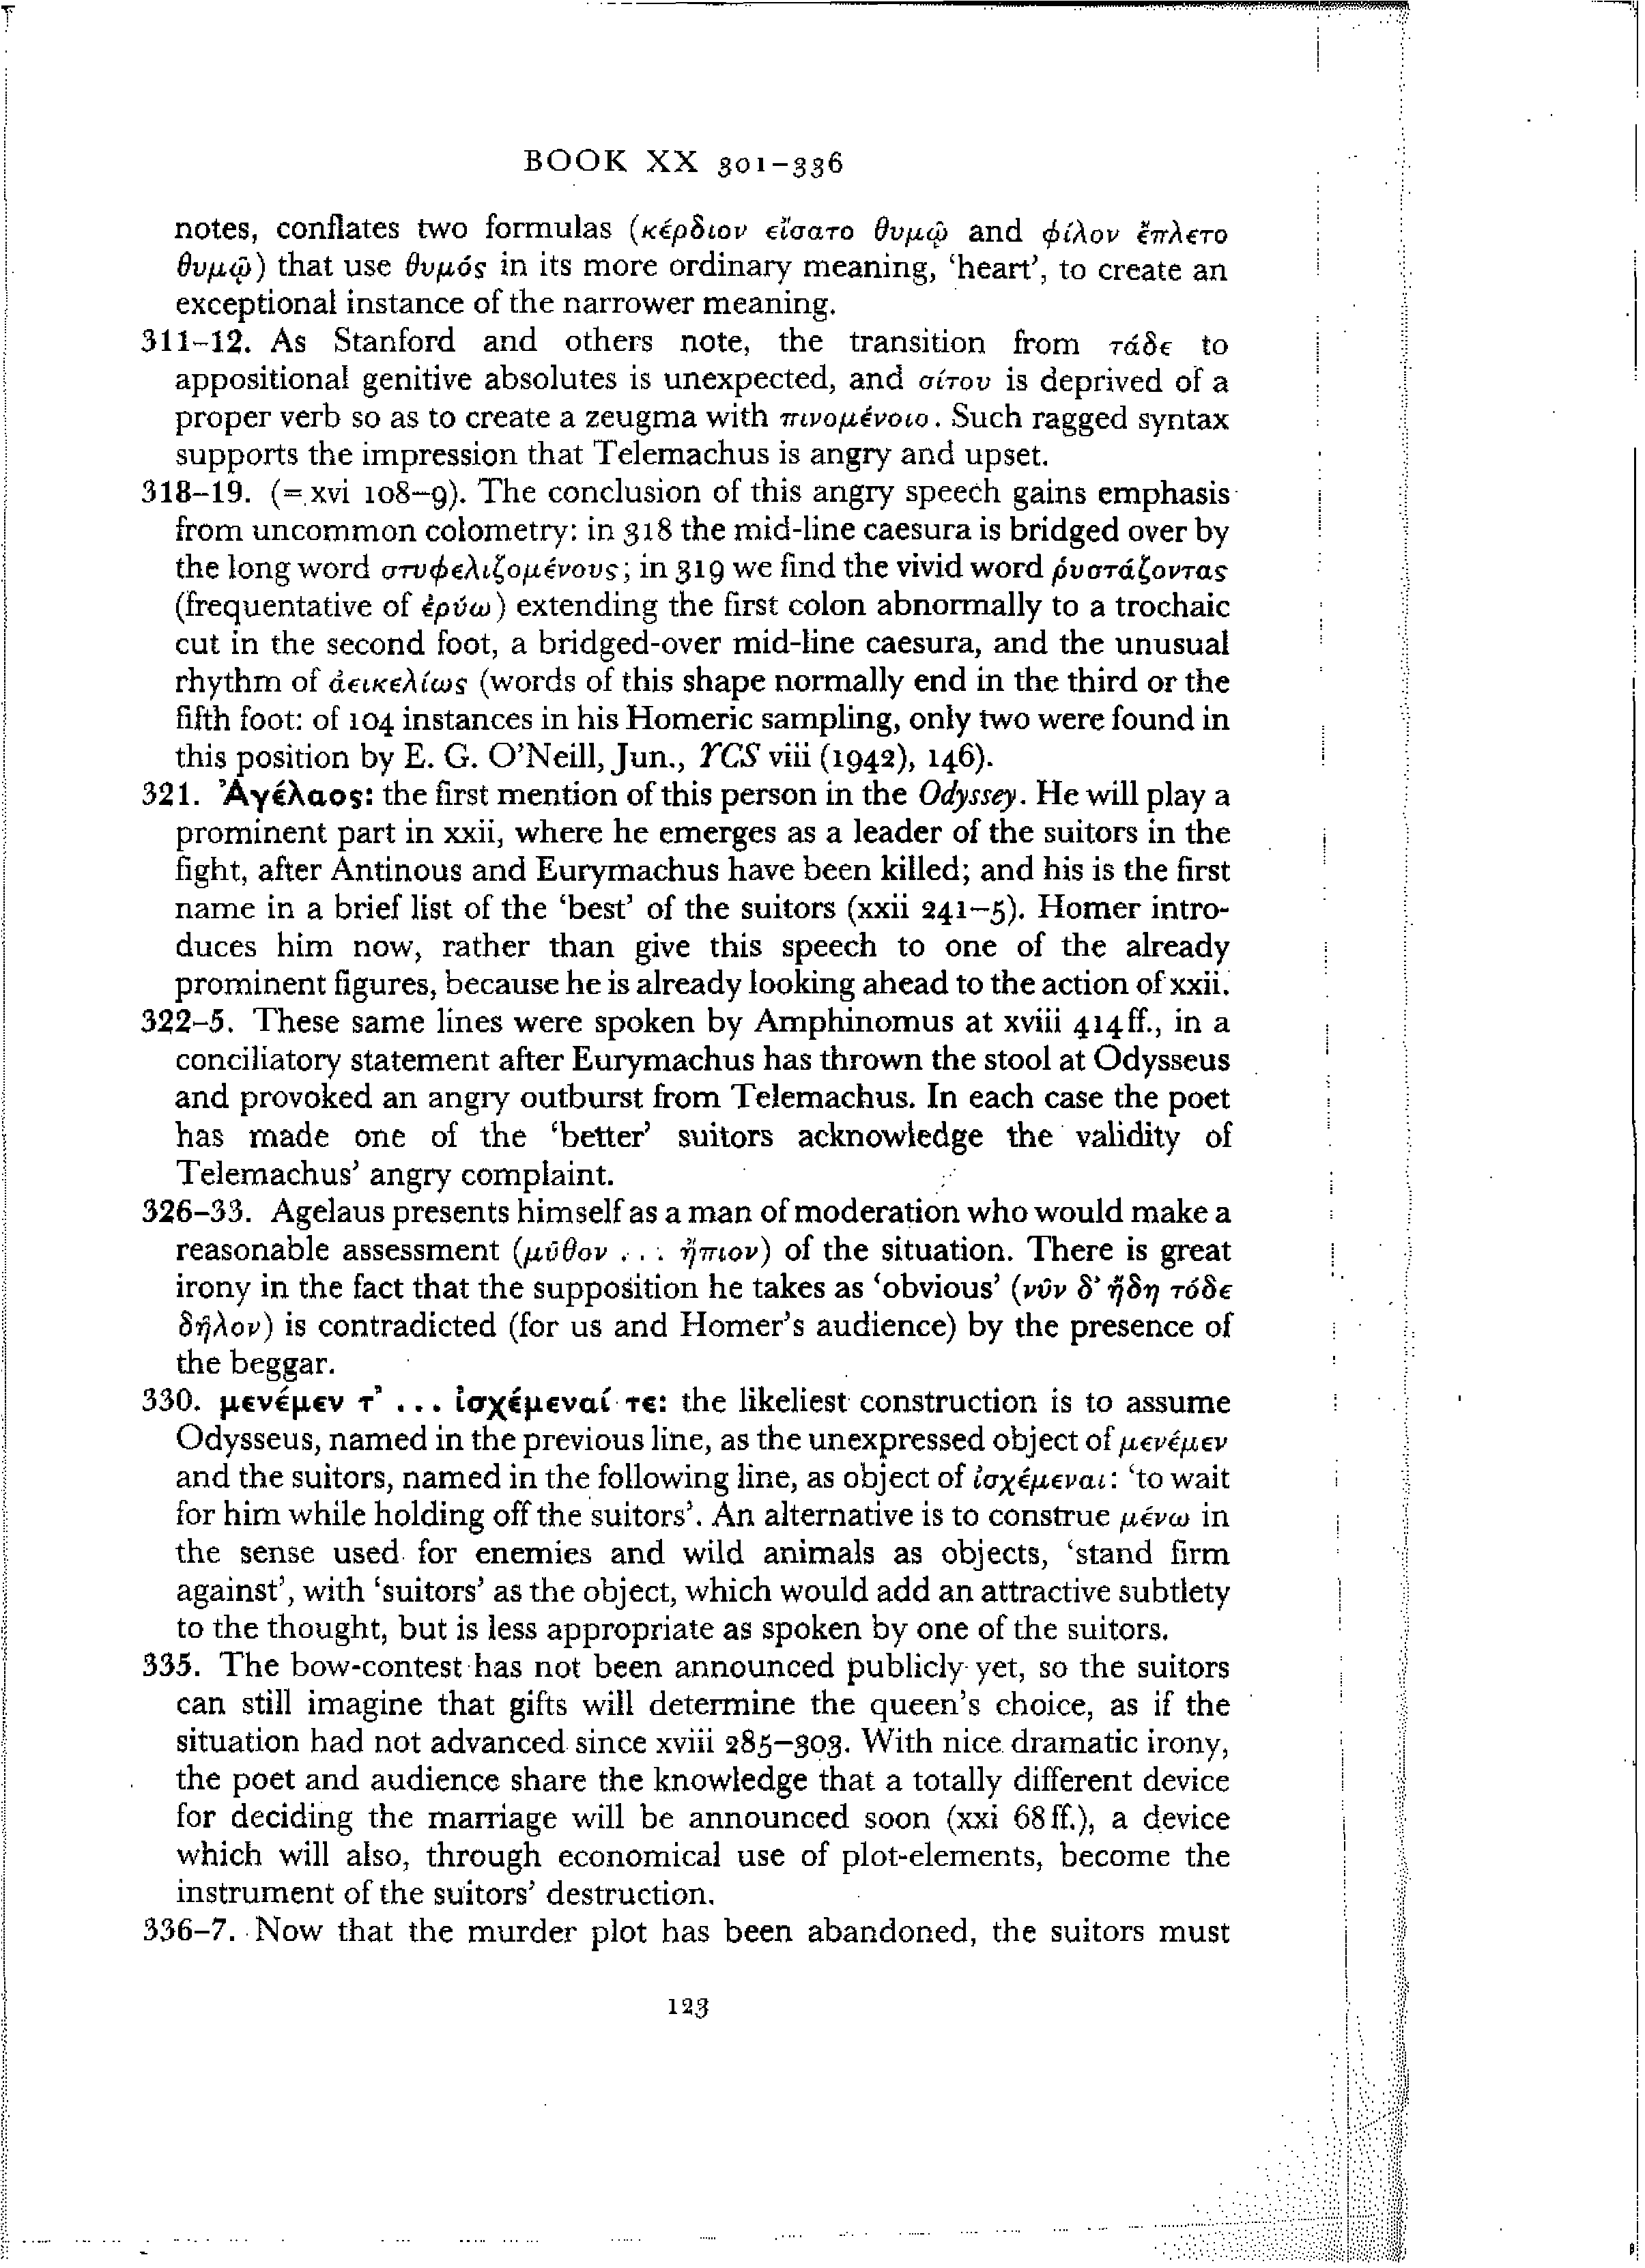 BOOK XX 301–336
notes, conflates two formulas (κέρδιον εἴσατο θυμῷ and φίλον ἔπλετο
θυμῷ) that use θυμός in its more ordinary meaning, ‘heart’, to create an
exceptional instance of the narrower meaning.
311–12. As Stanford and others note, the transition from τάδε to
appositional genitive absolutes is unexpected, and σίτου is deprived of a
proper verb so as to create a zeugma with πινομένοιο. Such ragged syntax
supports the impression that Telemachus is angry and upset.
318–19. (= xvi 108–9). The conclusion of this angry speech gains emphasis
from uncommon colometry: in 318 the mid-line caesura is bridged over by
the long word στυφελιζομένους; in 319 we find the vivid word ῥυστάζοντας
(frequentative of ἐρύω) extending the first colon abnormally to a trochaic
cut in the second foot, a bridged-over mid-line caesura, and the unusual
rhythm of ἀεικελίως (words of this shape normally end in the third or the
fifth foot: of 104 instances in his Homeric sampling, only two were found in
this position by E. G. O’Neill, Jun., YCS viii (1942), 146).
321. Ἀγέλαος: the first mention of this person in the Odyssey. He will play a
prominent part in xxii, where he emerges as a leader of the suitors in the
fight, after Antinous and Eurymachus have been killed; and his is the first
name in a brief list of the ‘best’ of the suitors (xxii 241–5). Homer intro-
duces him now, rather than give this speech to one of the already
prominent figures, because he is already looking ahead to the action of xxii.
322–5. These same lines were spoken by Amphinomus at xviii 414 ff., in a
conciliatory statement after Eurymachus has thrown the stool at Odysseus
and provoked an angry outburst from Telemachus. In each case the poet
has made one of the ‘better’ suitors acknowledge the validity of
Telemachus’ angry complaint.
326–33. Agelaus presents himself as a man of moderation who would make a
reasonable assessment (μῦθον . . . ἤπιον) of the situation. There is great
irony in the fact that the supposition he takes as ‘obvious’ (νῦν δ’ ἤδη τόδε
δῆλον) is contradicted (for us and Homer’s audience) by the presence of
the beggar.
330. μενέμεν τ’ . . . ἰσχέμεναί τε: the likeliest construction is to assume
Odysseus, named in the previous line, as the unexpressed object of μενέμεν
and the suitors, named in the following line, as object of ἰσχέμεναι: ‘to wait
for him while holding off the suitors’. An alternative is to construe μένω in
the sense used for enemies and wild animals as objects, ‘stand firm
against’, with ‘suitors’ as the object, which would add an attractive subtlety
to the thought, but is less appropriate as spoken by one of the suitors.
335. The bow-contest has not been announced publicly yet, so the suitors
can still imagine that gifts will determine the queen’s choice, as if the
situation had not advanced since xviii 285–303. With nice dramatic irony,
the poet and audience share the knowledge that a totally different device
for deciding the marriage will be announced soon (xxi 68 ff.), a device
which will also, through economical use of plot-elements, become the
instrument of the suitors’ destruction.
336–7. Now that the murder plot has been abandoned, the suitors must
123